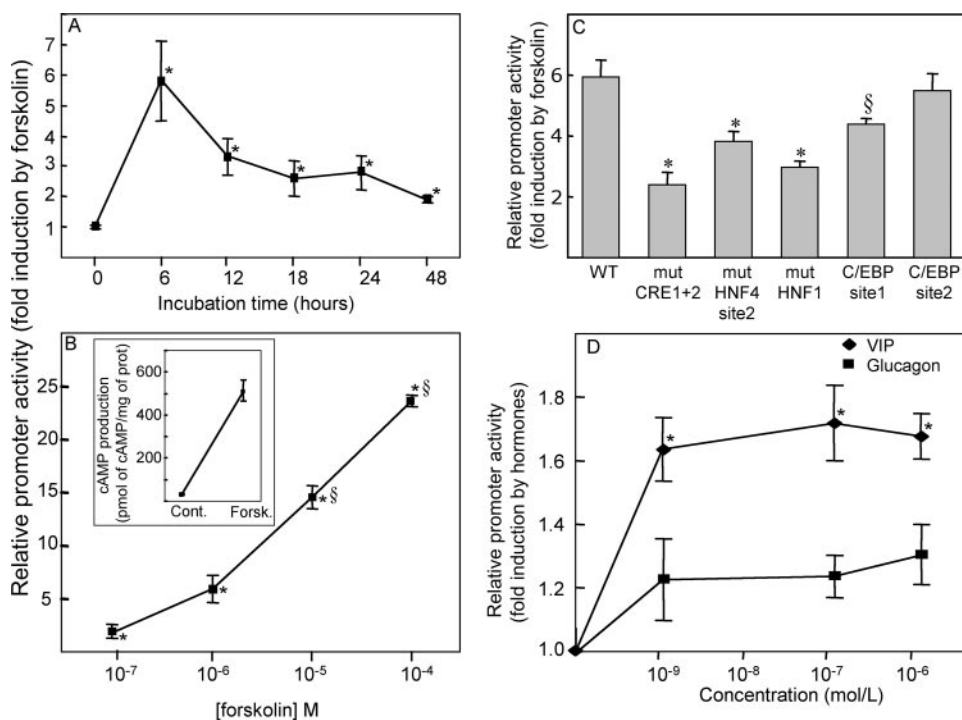 Relative promoter activity (fold induction by forskolin)
A
7
6
5
4
3
2
1
*
*
*
*
*
0 6 12 18 24 48
Incubation time (hours)
B
25
20
15
10
5
cAMP production
(pmol of cAMP/mg of prot)
600
400
200
Cont. Forsk.
*
*
*§
*§
10-7 10-6 10-5 10-4
[forskolin] M
C
Relative promoter activity
(fold induction by forskolin)
6
4
2
*
*
*
§
WT
mut
CRE1+2
mut
HNF4
site2
mut
HNF1
C/EBP
site1
C/EBP
site2
D
VIP
Glucagon
Relative promoter activity
(fold induction by hormones)
1.8
1.6
1.4
1.2
1.0
*
*
*
10-9 10-8 10-7 10-6
Concentration (mol/L)